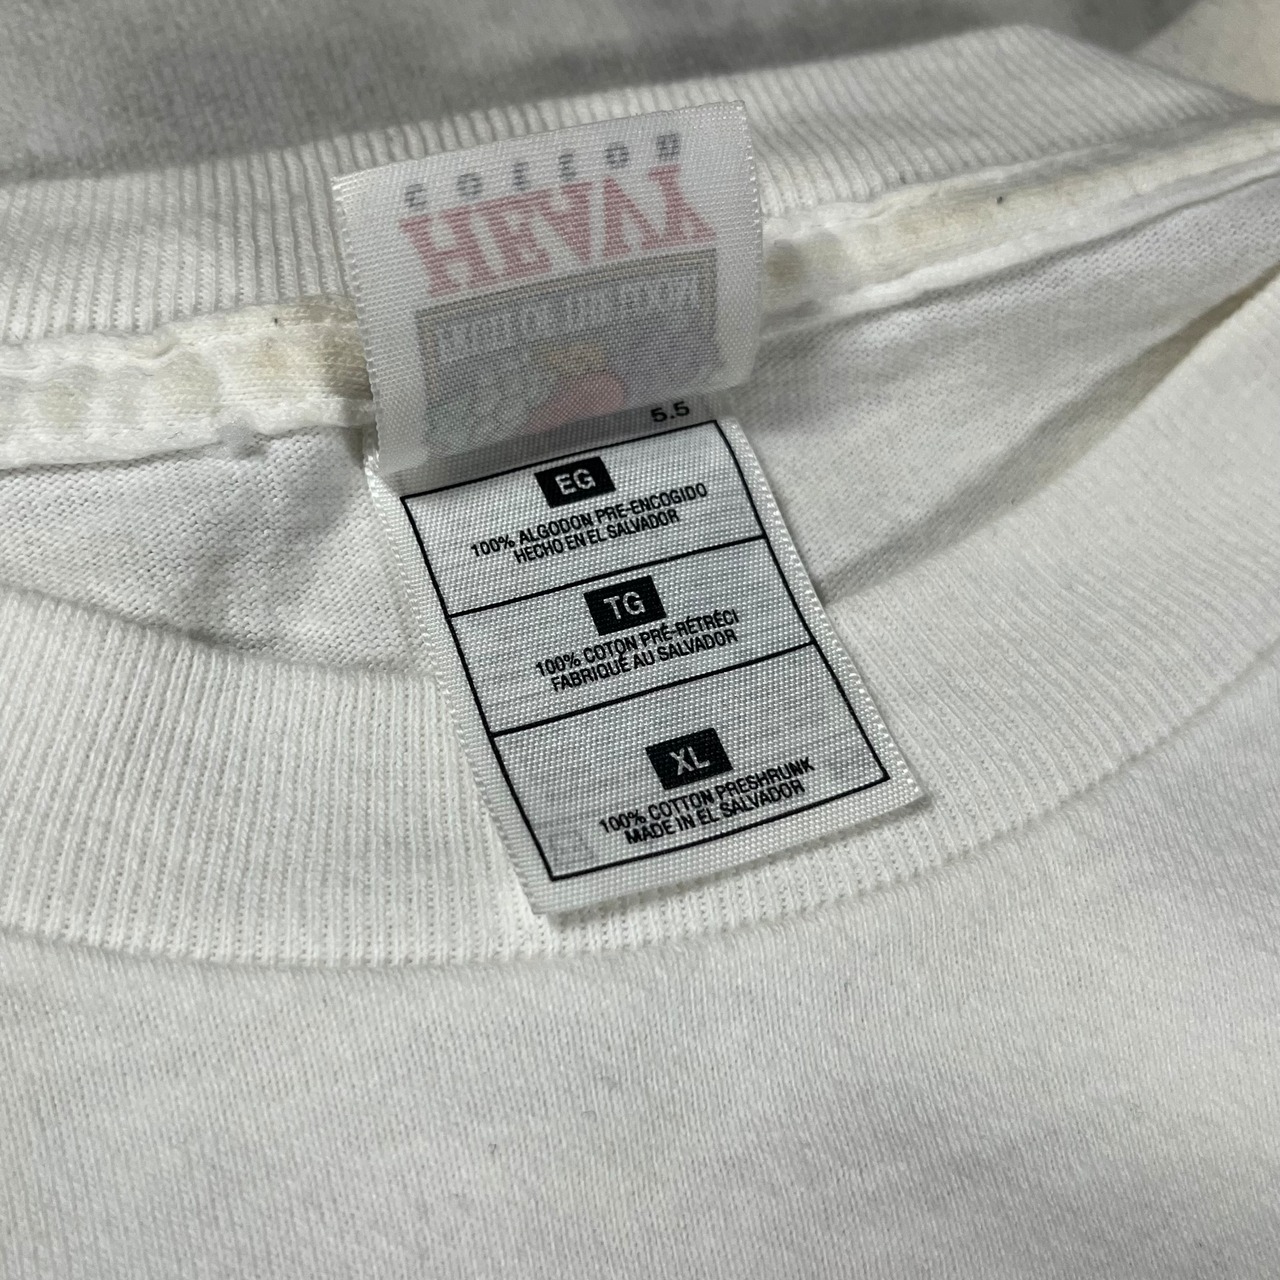 HEAVY
COTTON
5.5
EG
100% ALGODON PRE-ENCOGIDO
HECHO EN EL SALVADOR
TG
100% COTON PRÉ-RÉTRÉCI
FABRIQUÉ AU SALVADOR
XL
100% COTTON PRESHRUNK
MADE IN EL SALVADOR